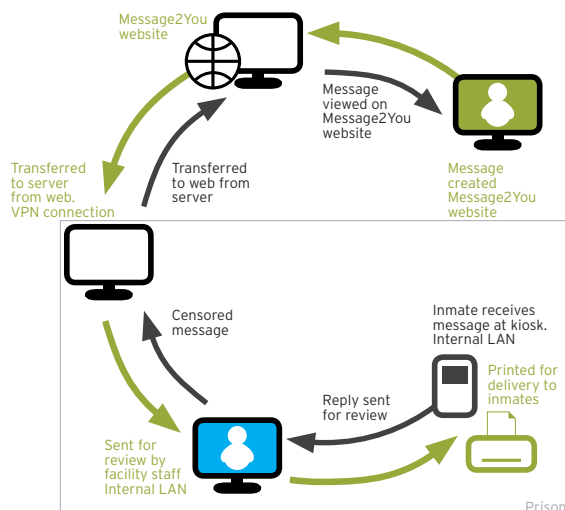 Message2You
website
Message
viewed on
Message2You
website
Message
created
Message2You
website
Transferred
to server
from web.
VPN connection
Transferred
to web from
server
Censored
message
Inmate receives
message at kiosk.
Internal LAN
Printed for
delivery to
inmates
Reply sent
for review
Sent for
review by
facility staff
Internal LAN
Prison